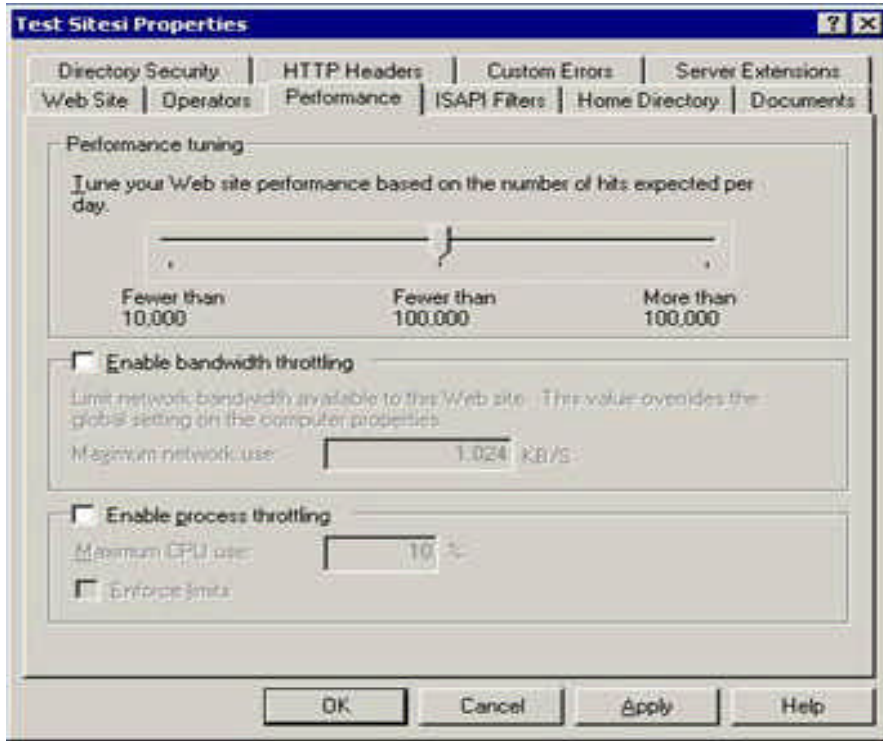 Test Sitesi Properties
Directory Security HTTP Headers Custom Errors Server Extensions
Web Site Operators Performance ISAPI Filters Home Directory Documents
Performance tuning
Tune your Web site performance based on the number of hits expected per
day.
Fewer than Fewer than More than
10,000 100,000 100,000
Enable bandwidth throttling
Limit network bandwidth available to this Web site. This value overrides the
global setting on the computer properties.
Maximum network use: 1,024 KB/S
Enable process throttling
Maximum CPU use: 10 %
Enforce limits
OK Cancel Apply Help